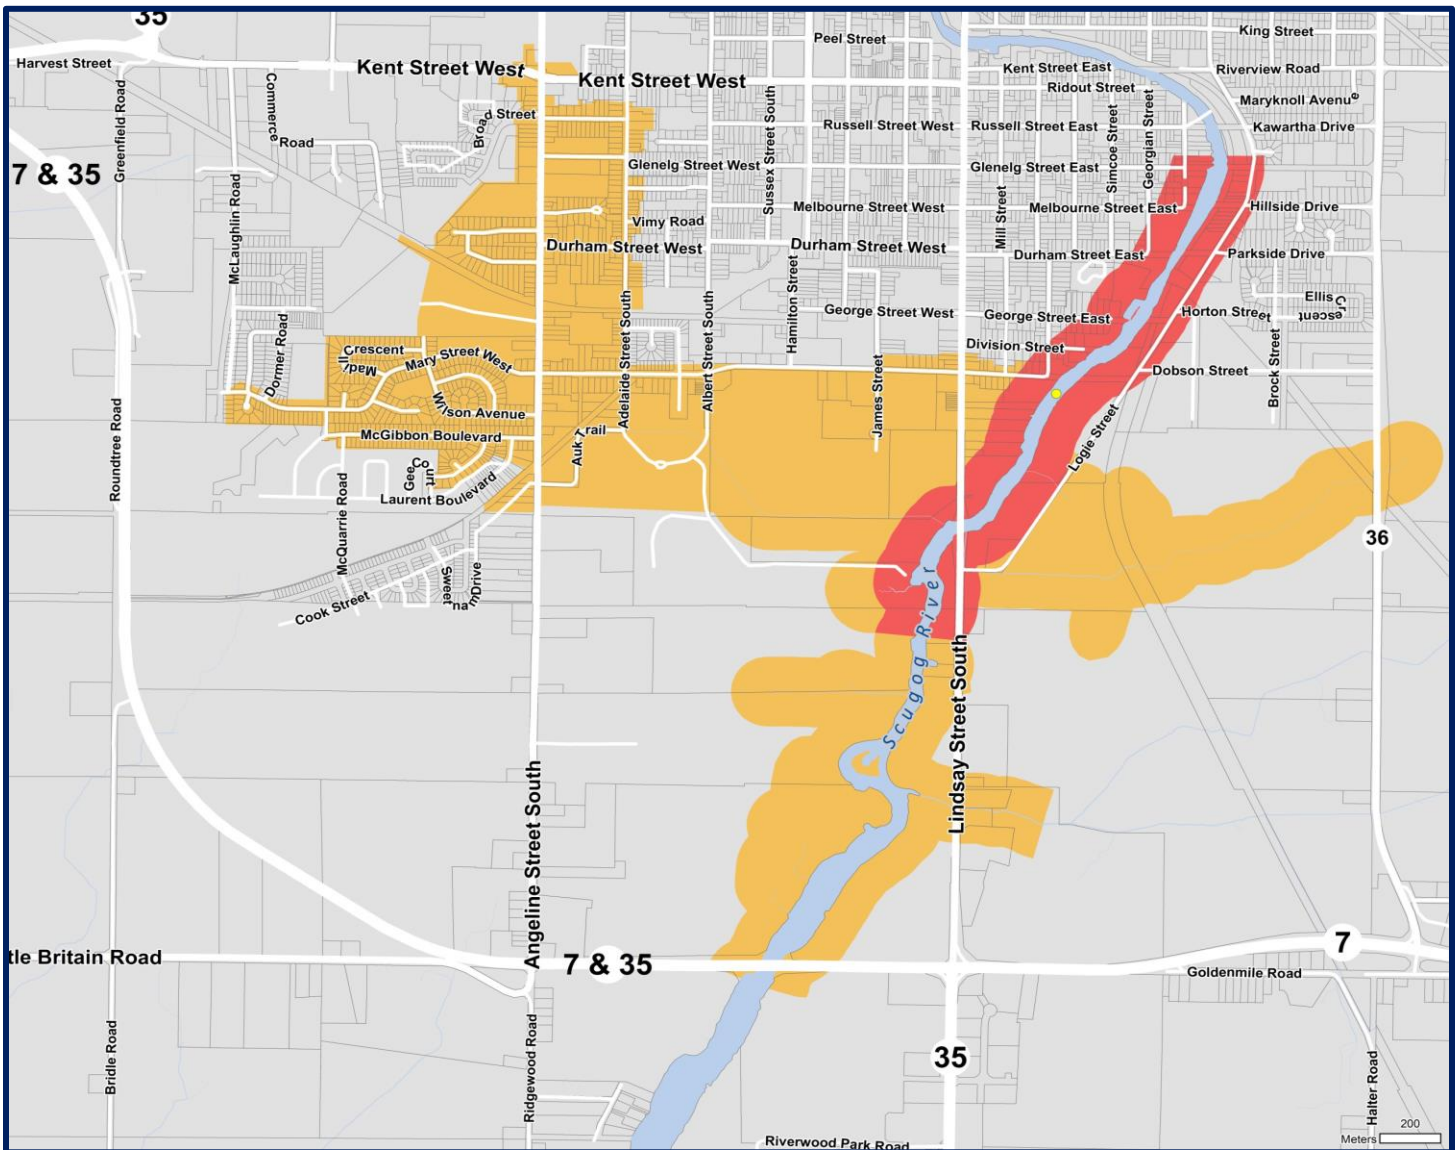 35
King Street
Peel Street
Harvest Street
Kent Street West
Kent Street West
Kent Street East
Riverview Road
Ridout Street
Maryknoll Avenue
Greenfield Road
Commerce Road
Broad Street
Sussex Street South
Russell Street West
Russell Street East
Kawartha Drive
Simcoe Street
Georgian Street
7 & 35
Glenelg Street West
Glenelg Street East
McLaughlin Road
Melbourne Street West
Mill Street
Melbourne Street East
Hillside Drive
Vimy Road
Durham Street West
Durham Street West
Durham Street East
Parkside Drive
Hamilton Street
Adelaide Street South
Albert Street South
George Street West
George Street East
Horton Street
Ellis Crescent
Dormer Road
Mapil Crescent
Mary Street West
Division Street
Dobson Street
Brock Street
James Street
Wilson Avenue
McGibbon Boulevard
Auk Trail
Logie Street
Roundtree Road
Gee Court
Laurent Boulevard
McQuarrie Road
36
Sweetnam Drive
Cook Street
Scugog River
Lindsay Street South
Angeline Street South
tle Britain Road
7 & 35
7
Goldenmile Road
Bridle Road
Ridgewood Road
35
Halter Road
Riverwood Park Road
200
Meters